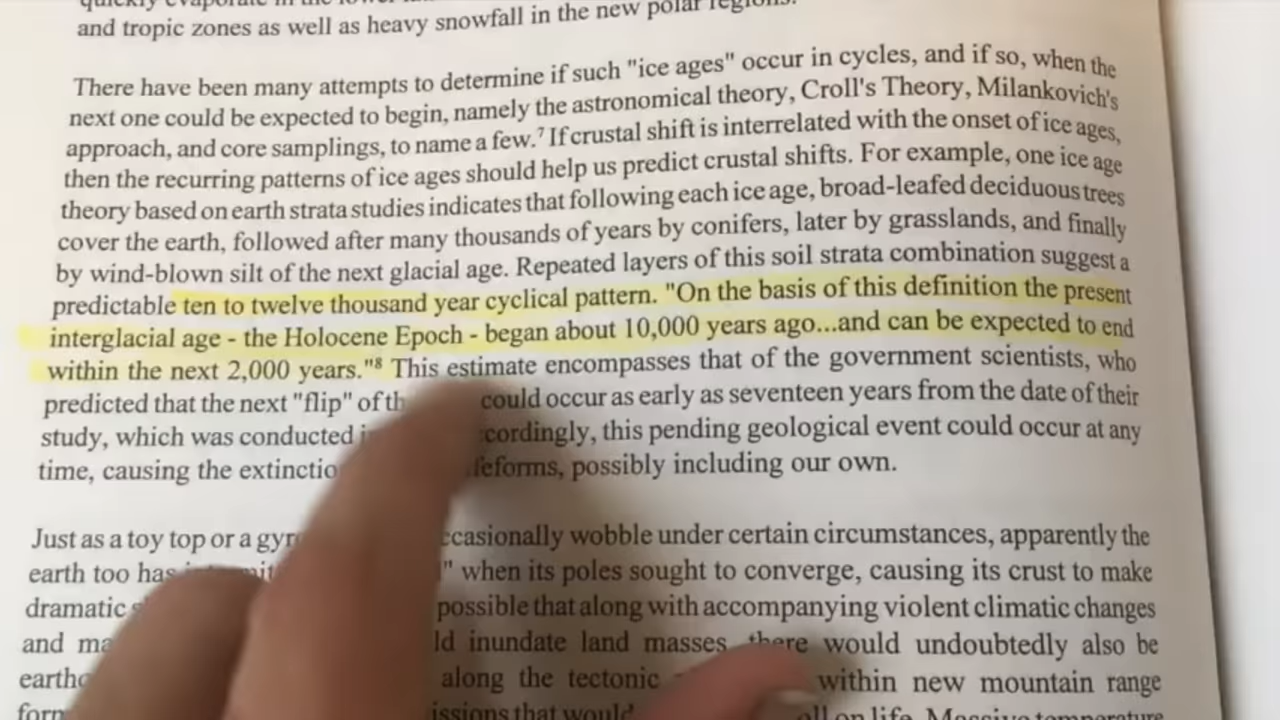 quickly evaporate in the lower
and tropic zones as well as heavy snowfall in the new polar regions.
There have been many attempts to determine if such "ice ages" occur in cycles, and if so, when the
next one could be expected to begin, namely the astronomical theory, Croll's Theory, Milankovich's
approach, and core samplings, to name a few.7 If crustal shift is interrelated with the onset of ice ages,
then the recurring patterns of ice ages should help us predict crustal shifts. For example, one ice age
theory based on earth strata studies indicates that following each ice age, broad-leafed deciduous trees
cover the earth, followed after many thousands of years by conifers, later by grasslands, and finally
by wind-blown silt of the next glacial age. Repeated layers of this soil strata combination suggest a
predictable ten to twelve thousand year cyclical pattern. "On the basis of this definition the present
interglacial age - the Holocene Epoch - began about 10,000 years ago...and can be expected to end
within the next 2,000 years."8 This estimate encompasses that of the government scientists, who
predicted that the next "flip" of could occur as early as seventeen years from the date of their
study, which was conducted this pending geological event could occur at any
time, causing the possibly including our own.
Just as a toy top or a wobble under certain circumstances, apparently the
earth too has when its poles sought to converge, causing its crust to make
dramatic possible that along with accompanying violent climatic changes
and inundate land masses, there would undoubtedly also be
along the tectonic within new mountain range
that would on life. Massive temperature